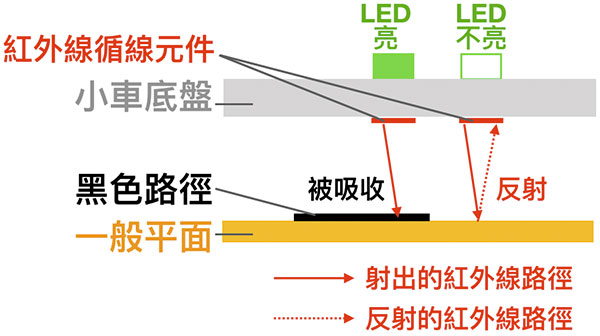 LED
亮
LED
不亮
紅外線循線元件
小車底盤
黑色路徑
被吸收
反射
一般平面
射出的紅外線路徑
反射的紅外線路徑